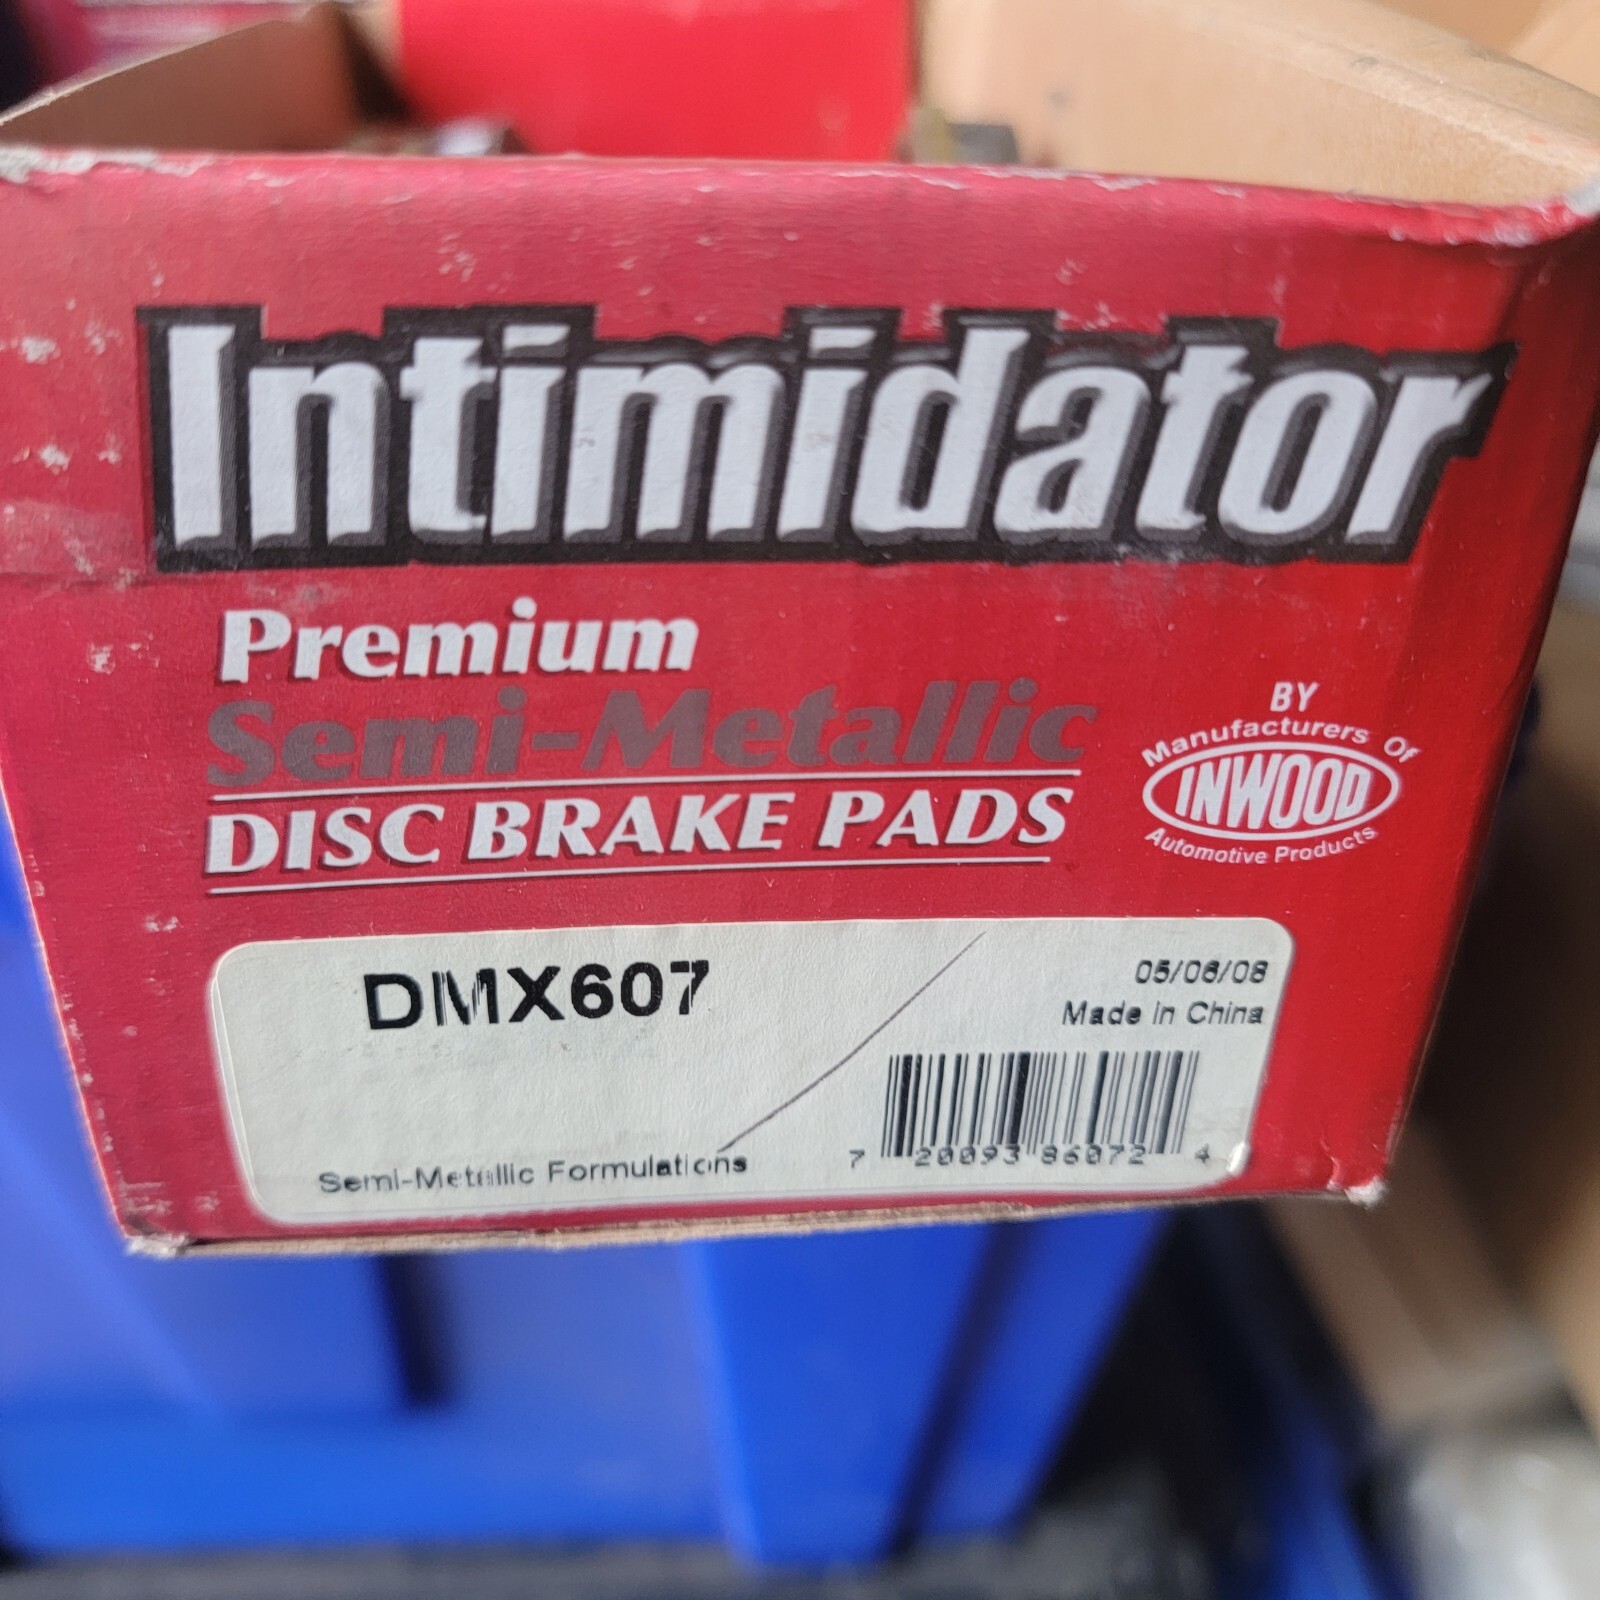 Intimidator
Premium
Semi-Metallic
DISC BRAKE PADS
BY
Manufacturers Of
INWOOD
Automotive Products
DMX607
05/06/08
Made in China
Semi-Metallic Formulations
7 20093 86072 4